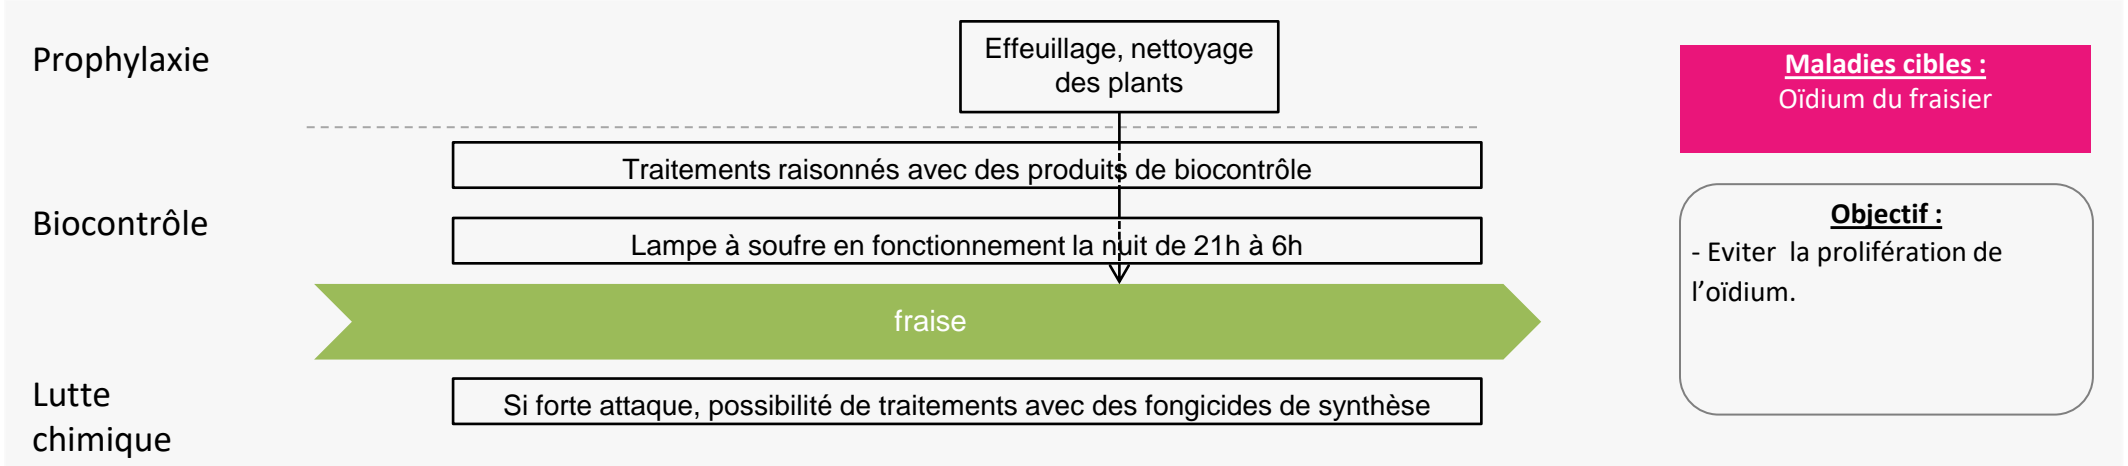 Prophylaxie
Effeuillage, nettoyage
des plants
Maladies cibles :
Oïdium du fraisier
Traitements raisonnés avec des produits de biocontrôle
Biocontrôle
Lampe à soufre en fonctionnement la nuit de 21h à 6h
Objectif :
- Eviter  la prolifération de
l’oïdium.
fraise
Lutte
chimique
Si forte attaque, possibilité de traitements avec des fongicides de synthèse